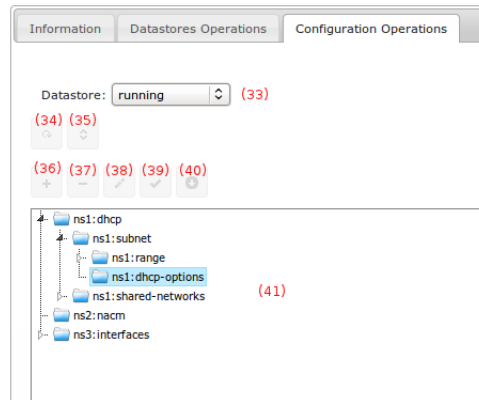 Information Datastores Operations Configuration Operations
Datastore: running (33)
(34) (35)
(36) (37) (38) (39) (40)
ns1:dhcp
ns1:subnet
ns1:range
ns1:dhcp-options
ns1:shared-networks (41)
ns2:nacm
ns3:interfaces